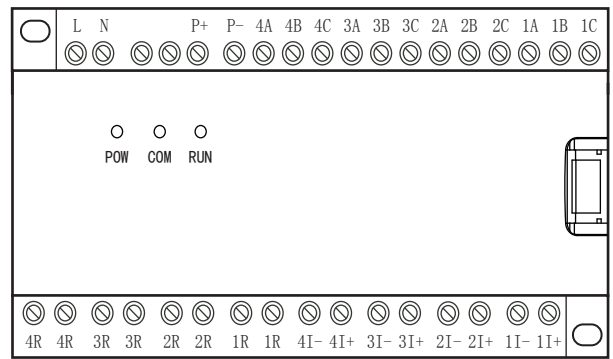 L N P+ P- 4A 4B 4C 3A 3B 3C 2A 2B 2C 1A 1B 1C
POW COM RUN
4R 4R 3R 3R 2R 2R 1R 1R 4I- 4I+ 3I- 3I+ 2I- 2I+ 1I- 1I+